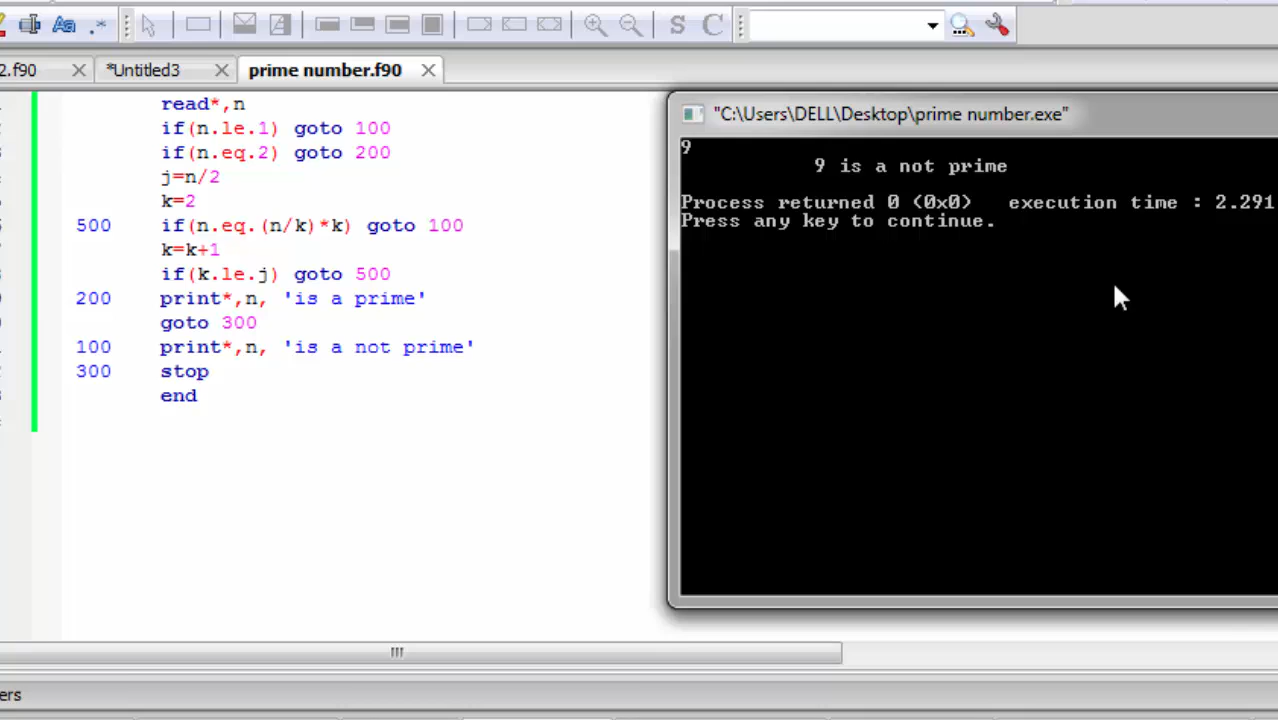 Aa .*
S C
2.f90 *Untitled3 prime number.f90
read*,n
if(n.le.1) goto 100
if(n.eq.2) goto 200
j=n/2
k=2
500 if(n.eq.(n/k)*k) goto 100
k=k+1
if(k.le.j) goto 500
200 print*,n, 'is a prime'
goto 300
100 print*,n, 'is a not prime'
300 stop
end
"C:\Users\DELL\Desktop\prime number.exe"
9
9 is a not prime
Process returned 0 (0x0) execution time : 2.291
Press any key to continue.
ers